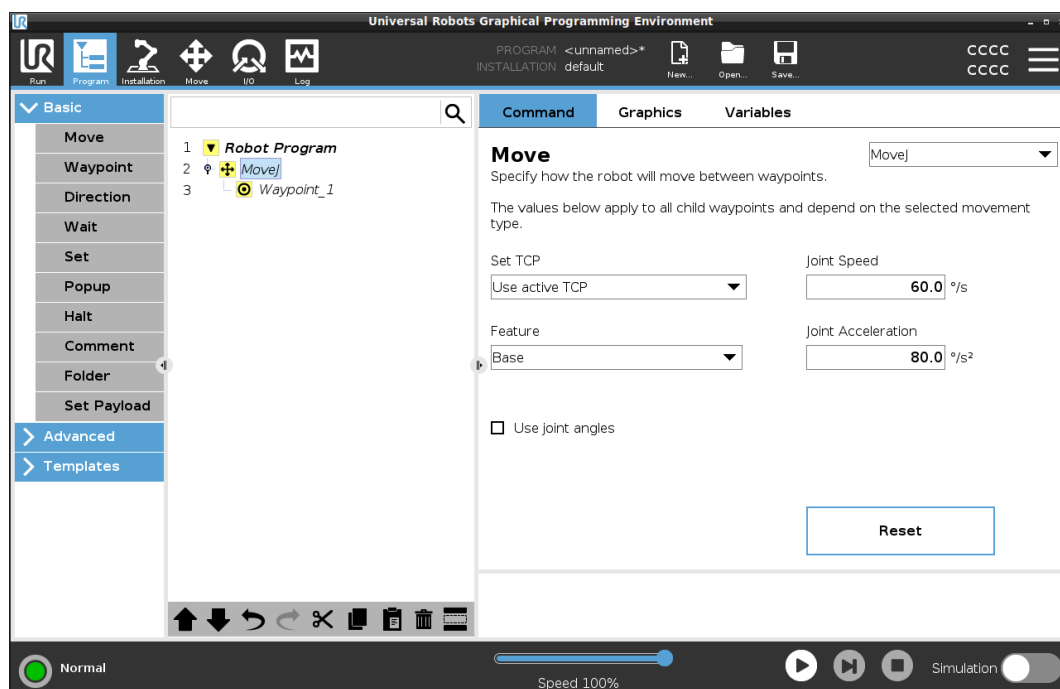 Universal Robots Graphical Programming Environment
UR
Run
Program
Installation
Move
I/O
Log
PROGRAM <unnamed>*
INSTALLATION default
New...
Open...
Save...
CCCC
CCCC
Basic
Move
Waypoint
Direction
Wait
Set
Popup
Halt
Comment
Folder
Set Payload
Advanced
Templates
1 Robot Program
2 MoveJ
3 Waypoint_1
Command Graphics Variables
Move
MoveJ
Specify how the robot will move between waypoints.
The values below apply to all child waypoints and depend on the selected movement
type.
Set TCP
Use active TCP
Joint Speed
60.0 °/s
Feature
Base
Joint Acceleration
80.0 °/s²
Use joint angles
Reset
Normal
Speed 100%
Simulation